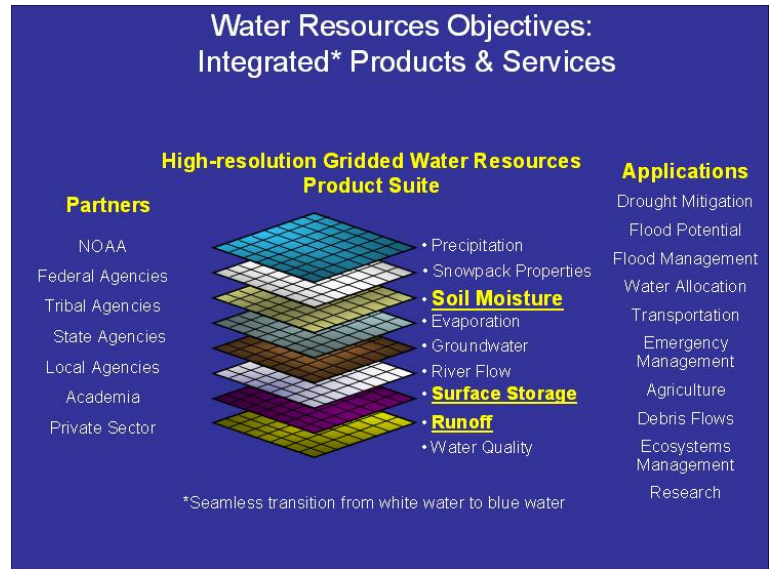 Water Resources Objectives:
Integrated* Products & Services
High-resolution Gridded Water Resources
Product Suite
Partners
NOAA
Federal Agencies
Tribal Agencies
State Agencies
Local Agencies
Academia
Private Sector
• Precipitation
• Snowpack Properties
• Soil Moisture
• Evaporation
• Groundwater
• River Flow
• Surface Storage
• Runoff
• Water Quality
Applications
Drought Mitigation
Flood Potential
Flood Management
Water Allocation
Transportation
Emergency
Management
Agriculture
Debris Flows
Ecosystems
Management
Research
*Seamless transition from white water to blue water